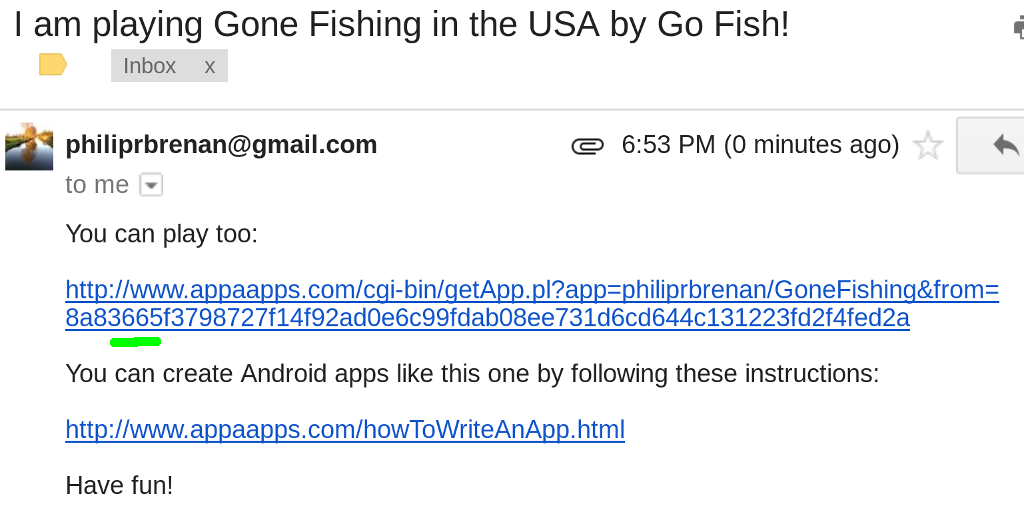 I am playing Gone Fishing in the USA by Go Fish!
Inbox x
philiprbrenan@gmail.com 6:53 PM (0 minutes ago)
to me
You can play too:
http://www.appaapps.com/cgi-bin/getApp.pl?app=philiprbrenan/GoneFishing&from=
8a83665f3798727f14f92ad0e6c99fdab08ee731d6cd644c131223fd2f4fed2a
You can create Android apps like this one by following these instructions:
http://www.appaapps.com/howToWriteAnApp.html
Have fun!